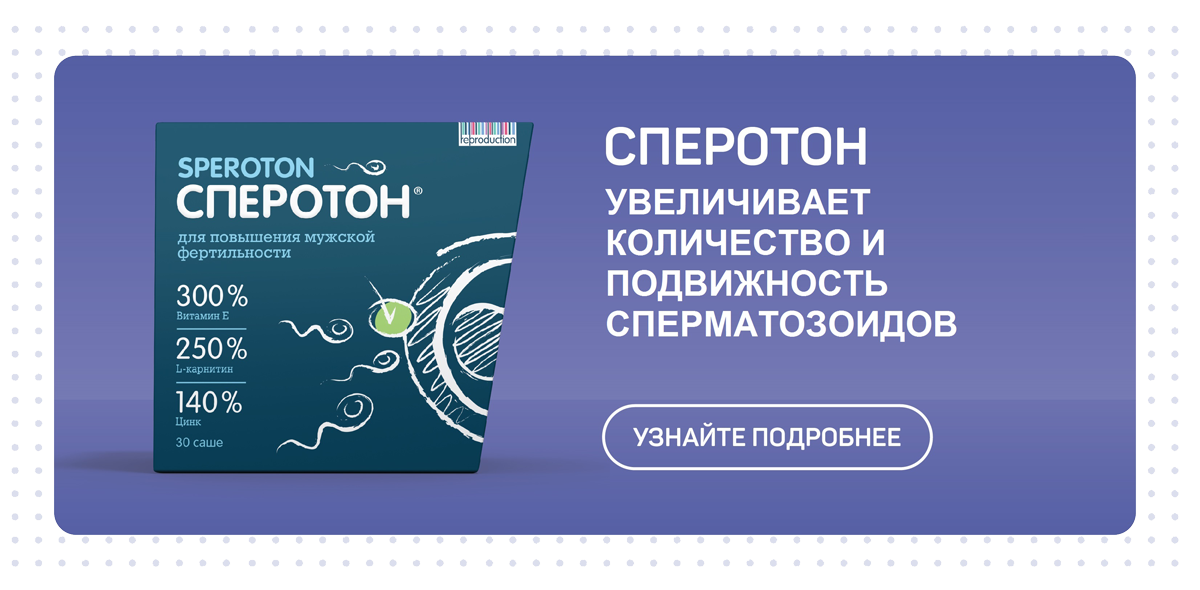 reproduction
SPEROTON
СПЕРОТОН®
для повышения мужской
фертильности
300%
Витамин Е
250%
L-карнитин
140%
Цинк
30 саше
СПЕРОТОН
УВЕЛИЧИВАЕТ
КОЛИЧЕСТВО И
ПОДВИЖНОСТЬ
СПЕРМАТОЗОИДОВ
УЗНАЙТЕ ПОДРОБНЕЕ